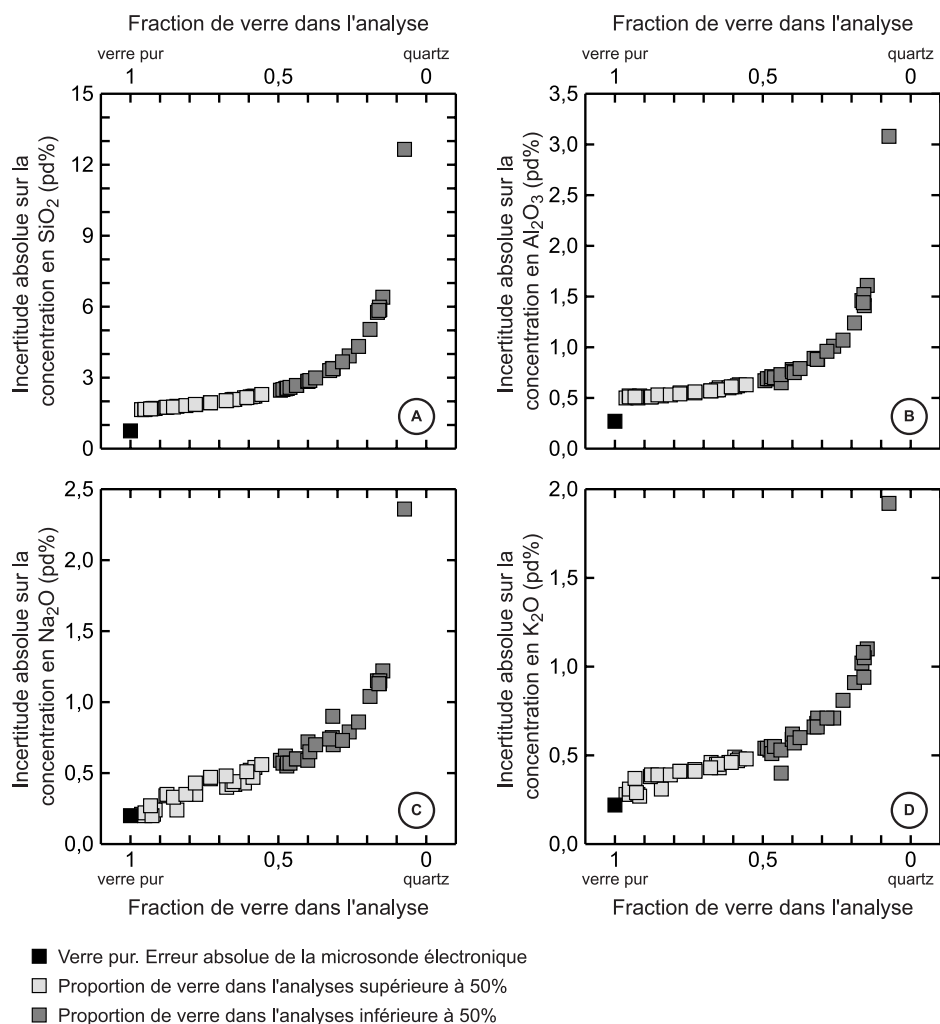 Fraction de verre dans l'analyse
Fraction de verre dans l'analyse
verre pur
quartz
verre pur
quartz
1
0,5
0
1
0,5
0
15
12
9
6
3
0
Incertitude absolue sur la
concentration en SiO₂ (pd%)
A
3,5
3,0
2,5
2,0
1,5
1,0
0,5
0,0
Incertitude absolue sur la
concentration en Al₂O₃ (pd%)
B
2,5
2,0
1,5
1,0
0,5
0,0
Incertitude absolue sur la
concentration en Na₂O (pd%)
C
2,0
1,5
1,0
0,5
0,0
Incertitude absolue sur la
concentration en K₂O (pd%)
D
1
0,5
0
1
0,5
0
verre pur
quartz
verre pur
quartz
Fraction de verre dans l'analyse
Fraction de verre dans l'analyse
Verre pur. Erreur absolue de la microsonde électronique
Proportion de verre dans l'analyses supérieure à 50%
Proportion de verre dans l'analyses inférieure à 50%